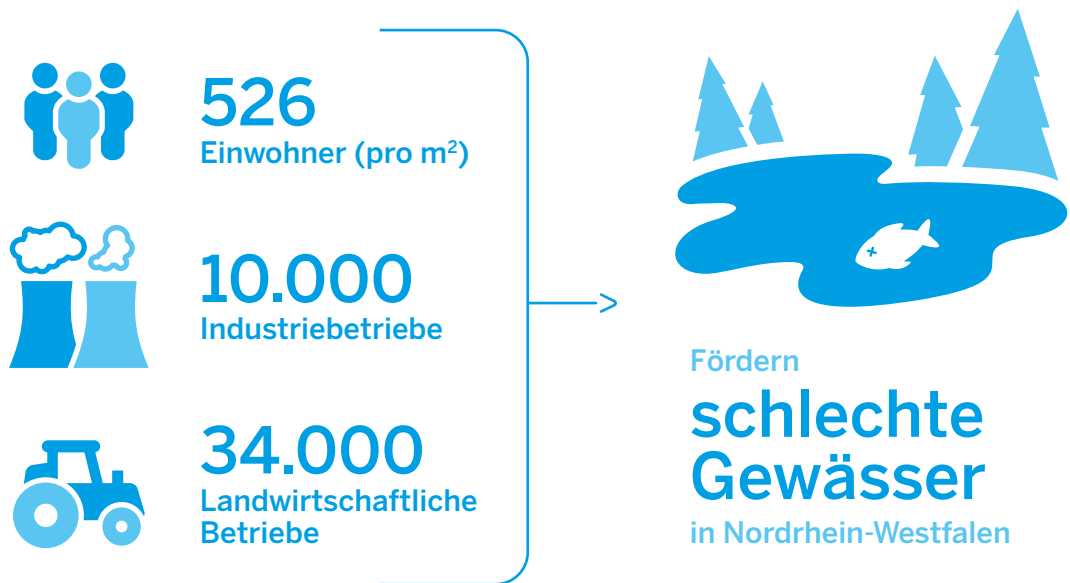 526
Einwohner (pro m²)
10.000
Industriebetriebe
34.000
Landwirtschaftliche
Betriebe
Fördern
schlechte
Gewässer
in Nordrhein-Westfalen